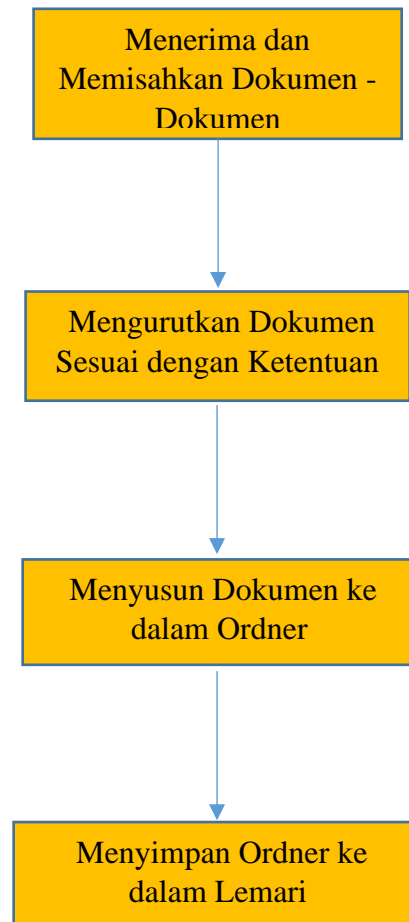 Menerima dan
Memisahkan Dokumen -
Dokumen
Mengurutkan Dokumen
Sesuai dengan Ketentuan
Menyusun Dokumen ke
dalam Ordner
Menyimpan Ordner ke
dalam Lemari